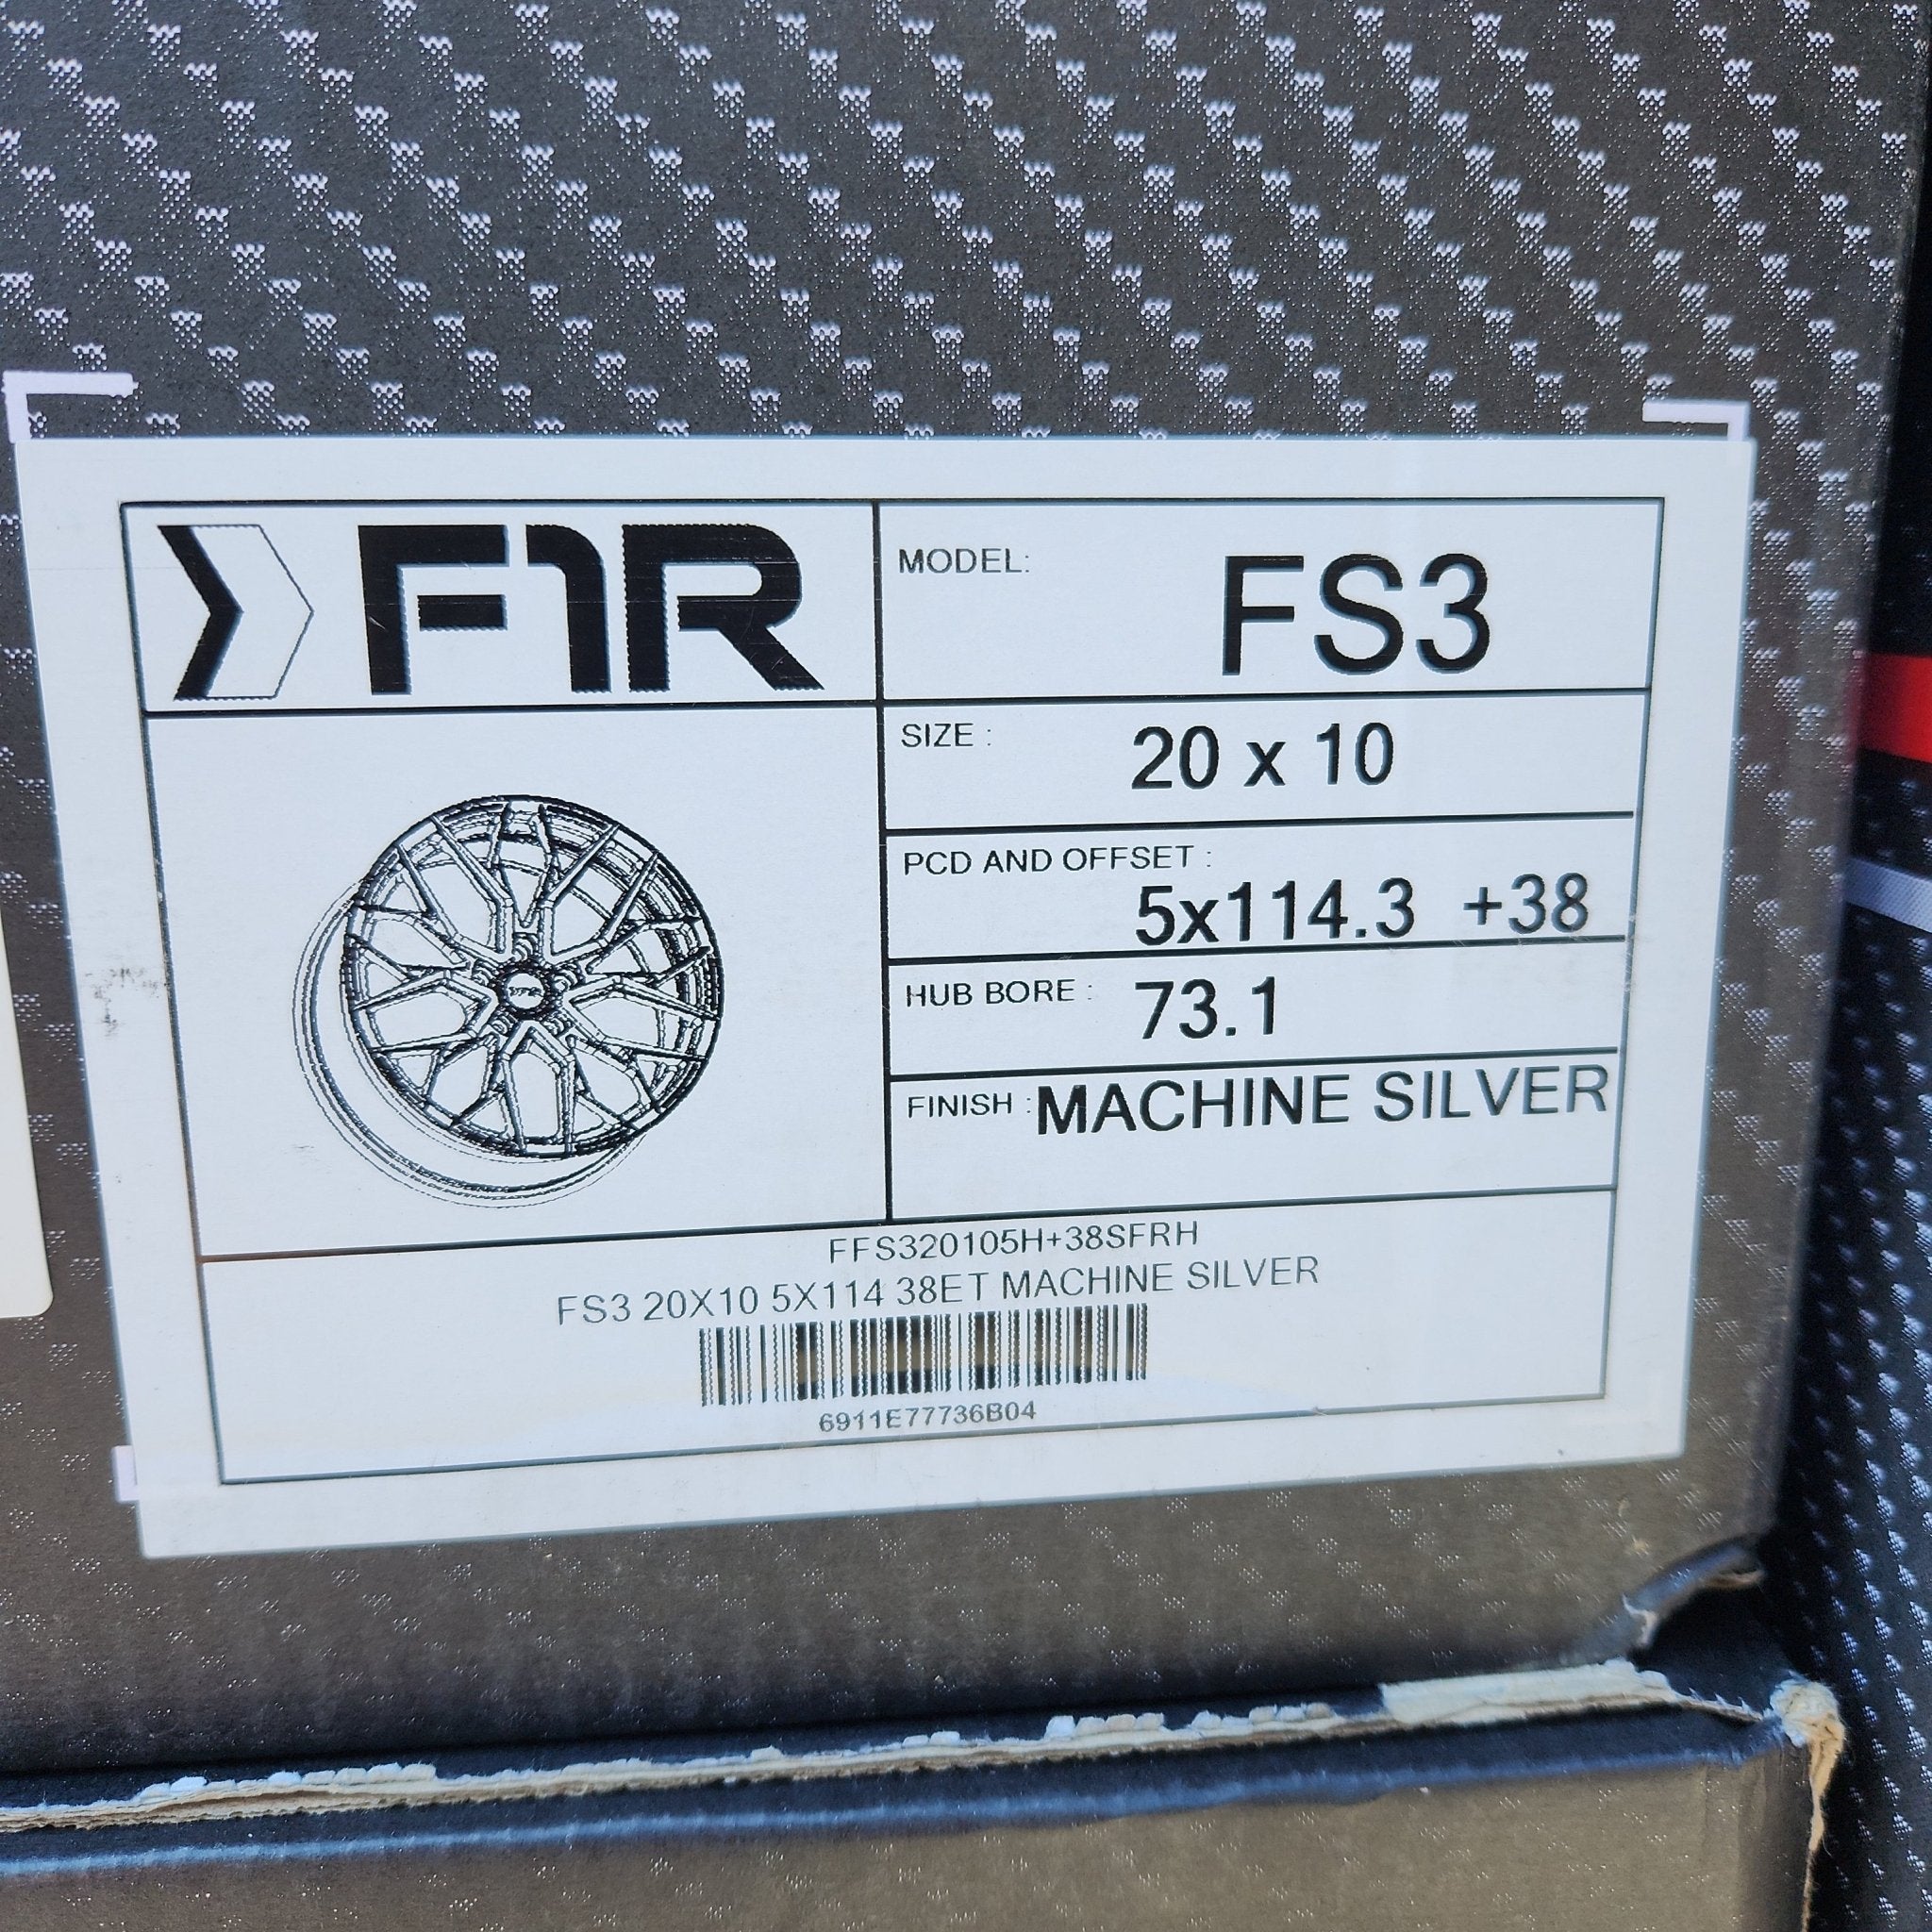 F1R
MODEL: FS3
SIZE : 20 x 10
PCD AND OFFSET :
5x114.3 +38
HUB BORE : 73.1
FINISH : MACHINE SILVER
FFS320105H+38SFRH
FS3 20X10 5X114 38ET MACHINE SILVER
6911E77736B04